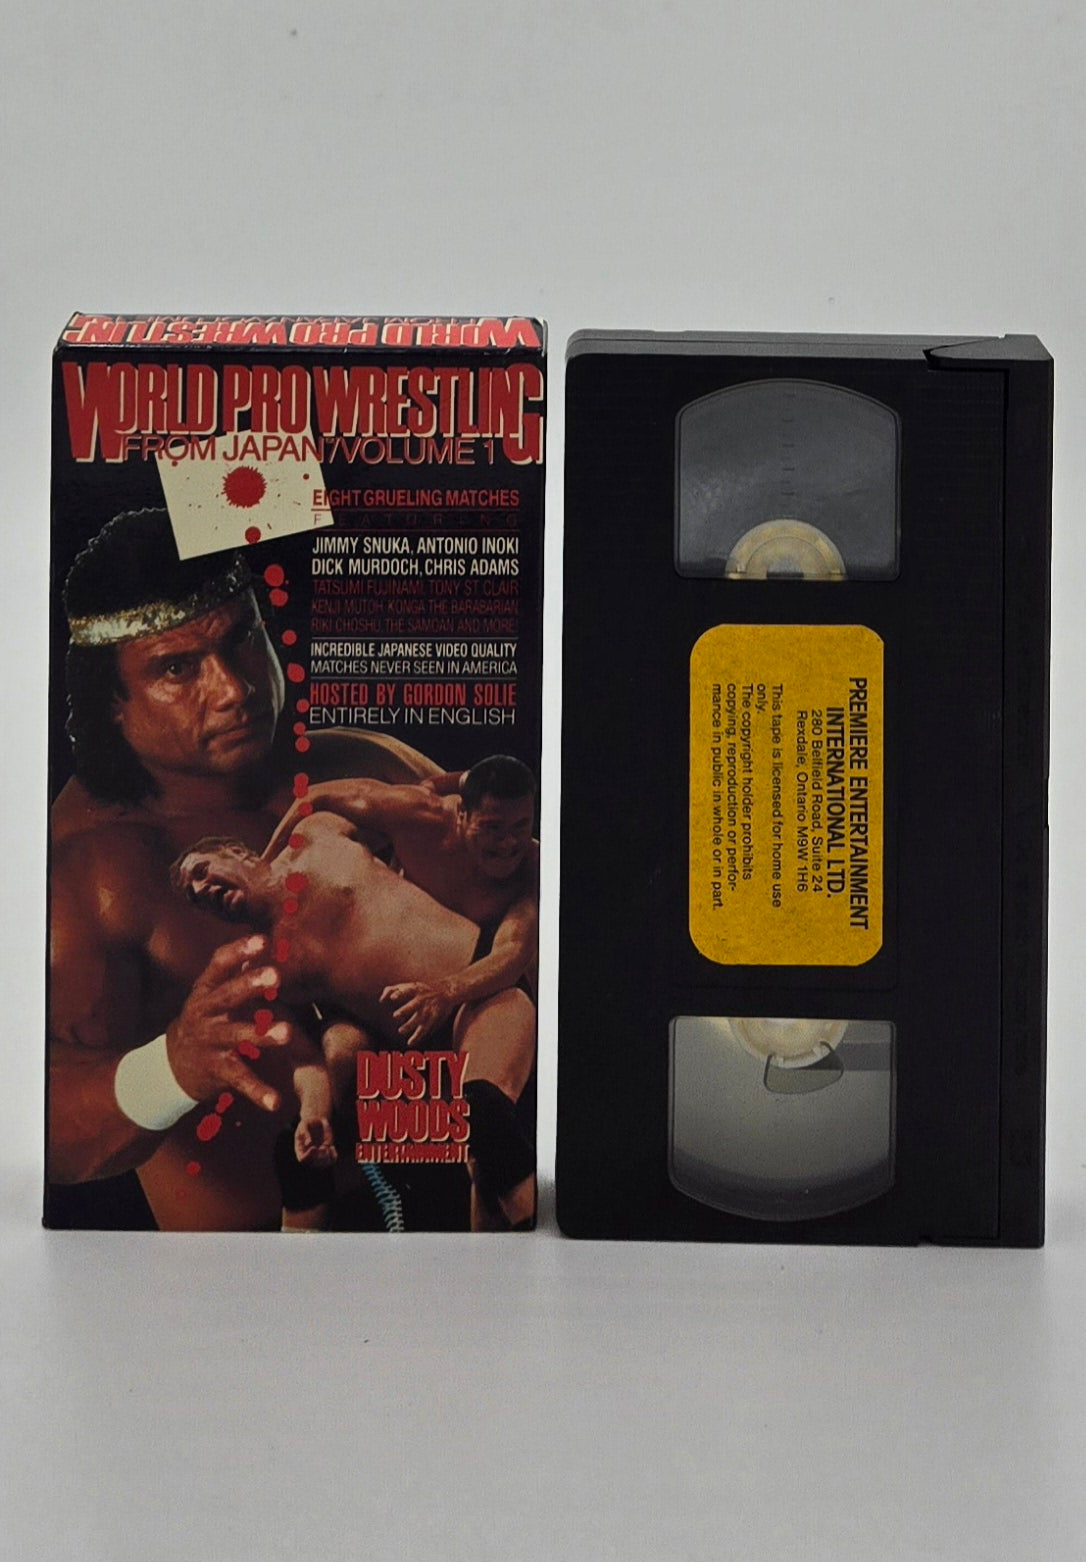 WORLD PRO WRESTLING
WORLD PRO WRESTLING
FROM JAPAN/VOLUME 1
EIGHT GRUELING MATCHES
FEATURENG
JIMMY SNUKA, ANTONIO INOKI
DICK MURDOCH, CHRIS ADAMS
TATSUMI FUJINAMI, TONY ST CLAIR
KENJI MUTOH, KONGA THE BARABARIAN
RIKI CHOSHU, THE SAMOAN AND MORE!
INCREDIBLE JAPANESE VIDEO QUALITY
MATCHES NEVER SEEN IN AMERICA
HOSTED BY GORDON SOLIE
ENTIRELY IN ENGLISH
DUSTY
WOODS
ENTERTAINMENT
PREMIERE ENTERTAINMENT
INTERNATIONAL LTD.
280 Belfield Road, Suite 24
Rexdale, Ontario M9W 1H6
This tape is licensed for home use
only.
The copyright holder prohibits
copying, reproduction or perfor-
mance in public in whole or in part.